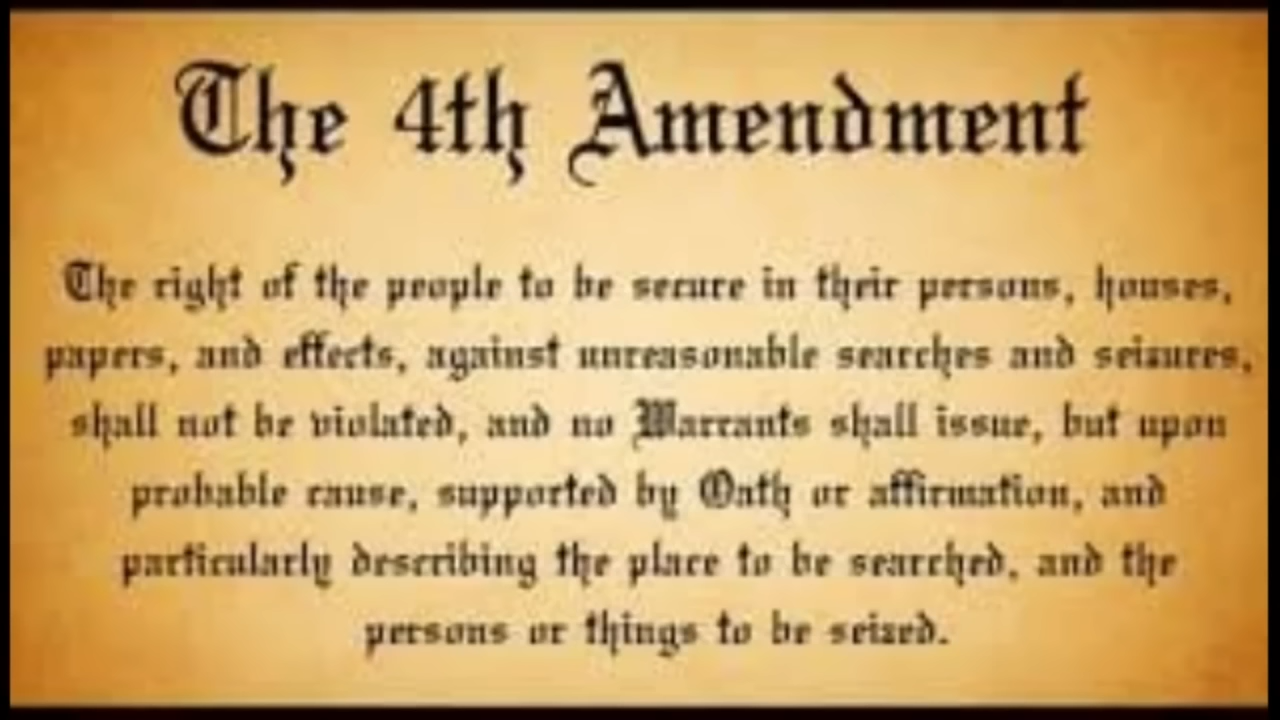 The 4th Amendment
The right of the people to be secure in their persons, houses,
papers, and effects, against unreasonable searches and seizures,
shall not be violated, and no Warrants shall issue, but upon
probable cause, supported by Oath or affirmation, and
particularly describing the place to be searched, and the
persons or things to be seized.